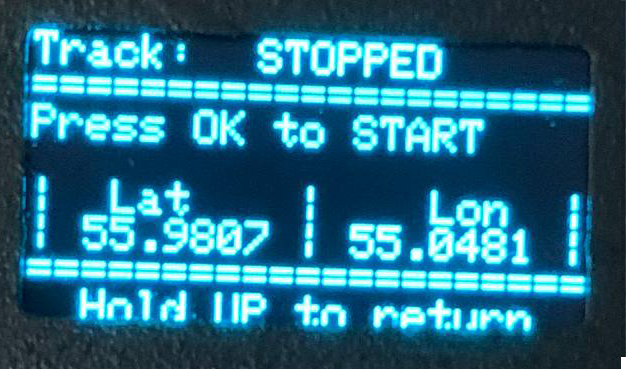 Track: STOPPED
======================
Press OK to START
Lat | Lon
55.9807 | 55.0481
======================
Hold UP to return